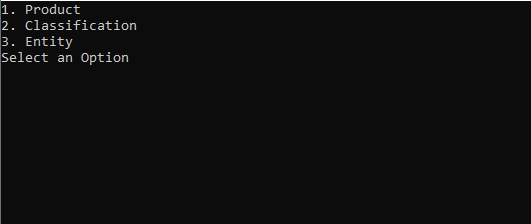 1. Product
2. Classification
3. Entity
Select an Option